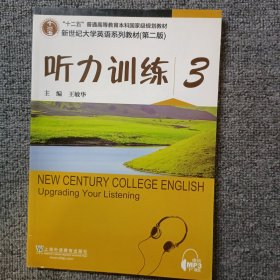 "十二五"普通高等教育本科国家级规划教材
新世纪大学英语系列教材(第二版)
听力训练 3
主 编 王敏华
NEW CENTURY COLLEGE ENGLISH
Upgrading Your Listening
上海外语教育出版社
MP3